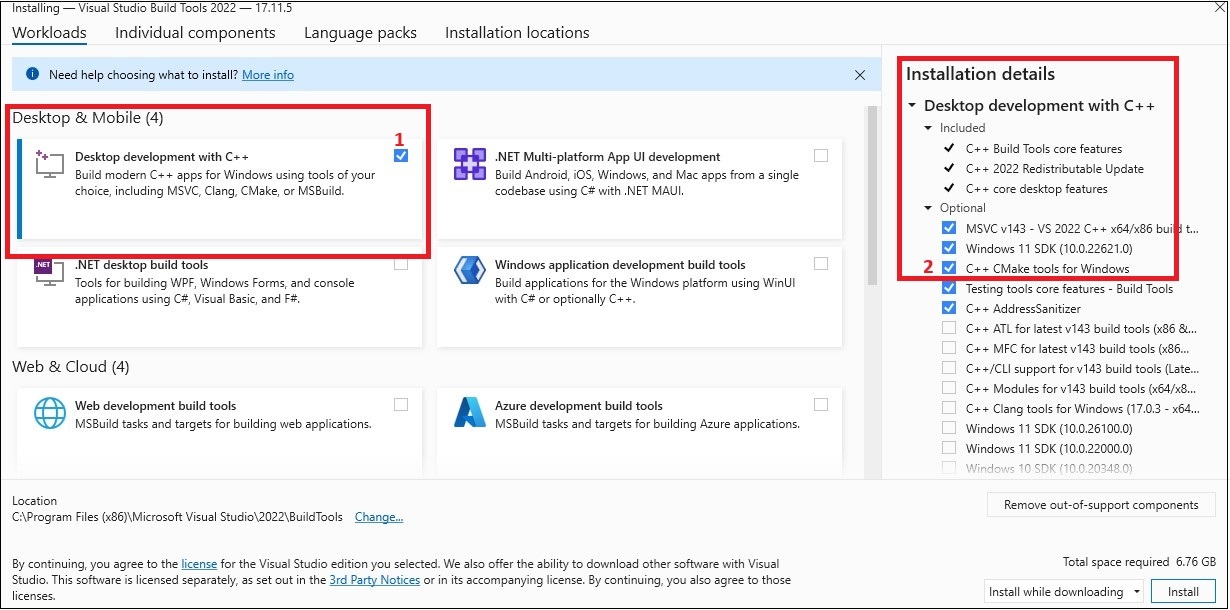 Installing — Visual Studio Build Tools 2022 — 17.11.5
Workloads
Individual components
Language packs
Installation locations
Need help choosing what to install? More info
Desktop & Mobile (4)
1
Desktop development with C++
Build modern C++ apps for Windows using tools of your
choice, including MSVC, Clang, CMake, or MSBuild.
.NET Multi-platform App UI development
Build Android, iOS, Windows, and Mac apps from a single
codebase using C# with .NET MAUI.
.NET
.NET desktop build tools
Tools for building WPF, Windows Forms, and console
applications using C#, Visual Basic, and F#.
Windows application development build tools
Build applications for the Windows platform using WinUI
with C# or optionally C++.
Web & Cloud (4)
Web development build tools
MSBuild tasks and targets for building web applications.
Azure development build tools
MSBuild tasks and targets for building Azure applications.
Installation details
Desktop development with C++
Included
C++ Build Tools core features
C++ 2022 Redistributable Update
C++ core desktop features
Optional
MSVC v143 - VS 2022 C++ x64/x86 build t...
Windows 11 SDK (10.0.22621.0)
2
C++ CMake tools for Windows
Testing tools core features - Build Tools
C++ AddressSanitizer
C++ ATL for latest v143 build tools (x86 &...
C++ MFC for latest v143 build tools (x86...
C++/CLI support for v143 build tools (Late...
C++ Modules for v143 build tools (x64/x8...
C++ Clang tools for Windows (17.0.3 - x64...
Windows 11 SDK (10.0.26100.0)
Windows 11 SDK (10.0.22000.0)
Windows 10 SDK (10.0.20348.0)
Location
C:\Program Files (x86)\Microsoft Visual Studio\2022\BuildTools Change...
Remove out-of-support components
By continuing, you agree to the license for the Visual Studio edition you selected. We also offer the ability to download other software with Visual
Studio. This software is licensed separately, as set out in the 3rd Party Notices or in its accompanying license. By continuing, you also agree to those
licenses.
Total space required 6.76 GB
Install while downloading
Install